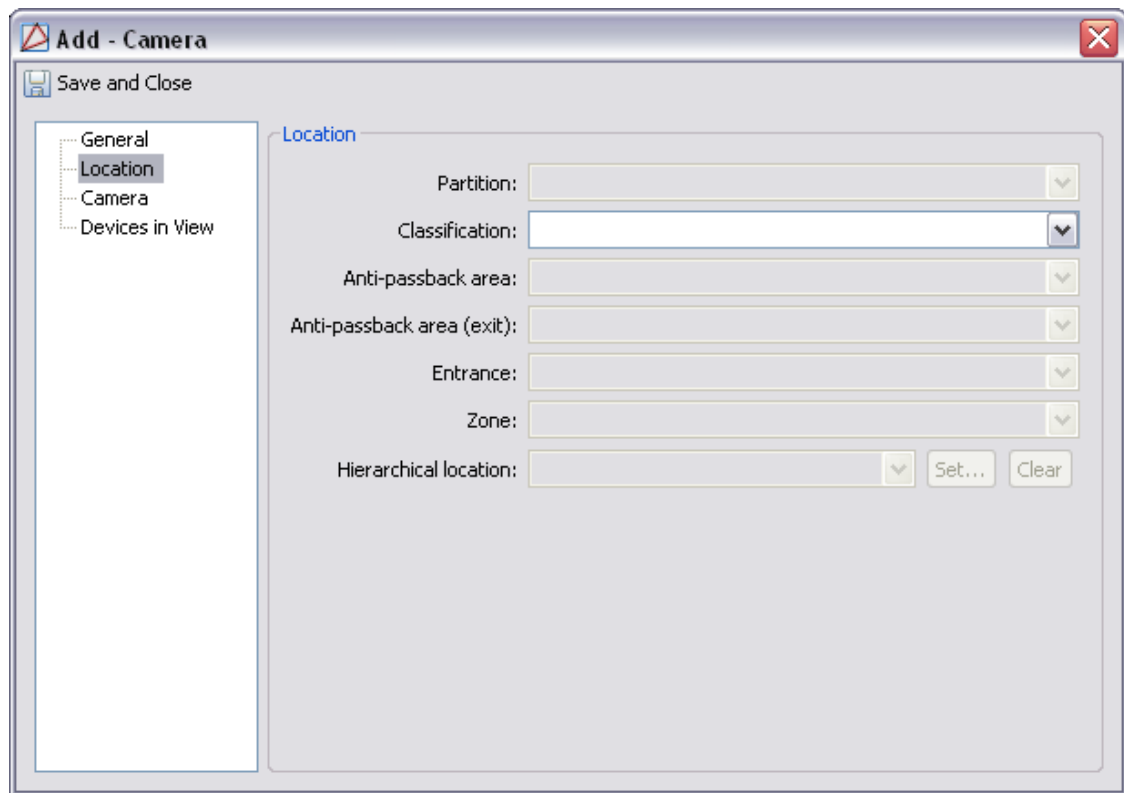 Add - Camera
Save and Close
General
Location
Camera
Devices in View
Location
Partition:
Classification:
Anti-passback area:
Anti-passback area (exit):
Entrance:
Zone:
Hierarchical location: Set... Clear